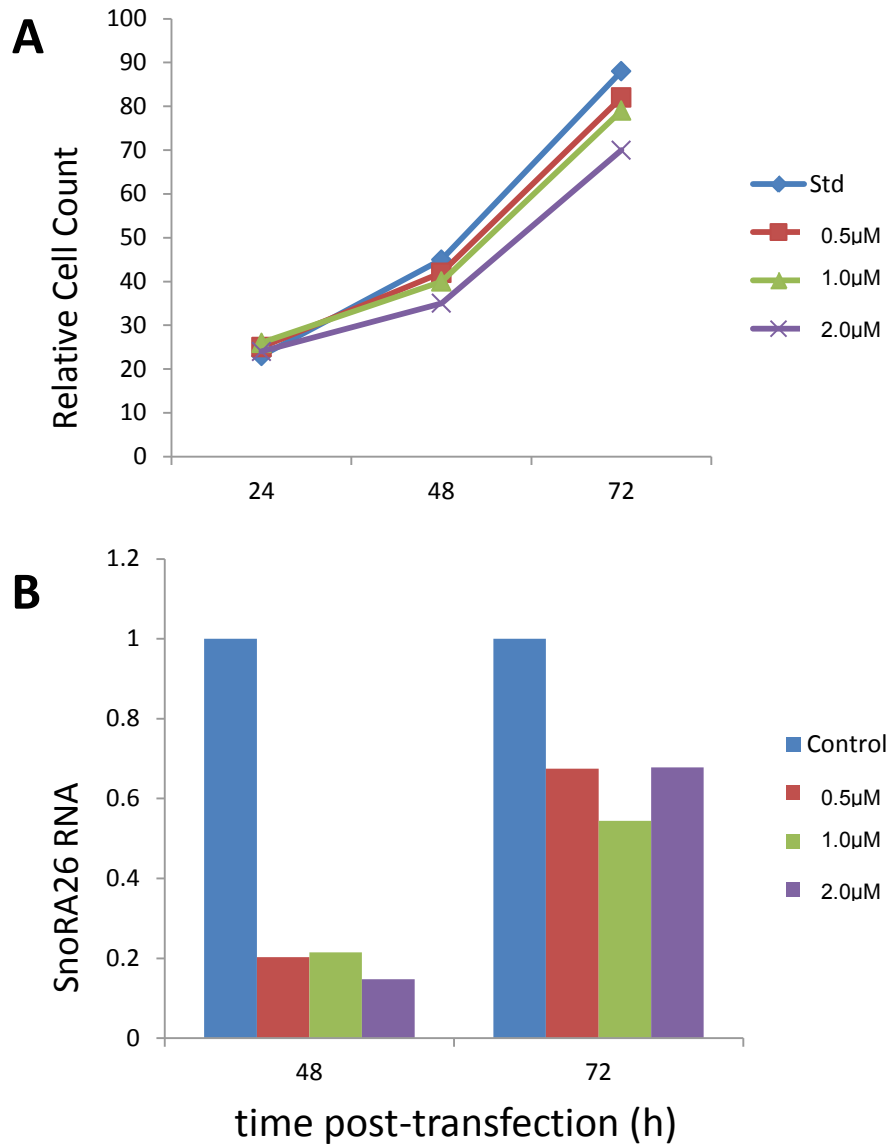 A
Relative Cell Count
100
90
80
70
60
50
40
30
20
10
0
24 48 72
Std
0.5µM
1.0µM
2.0µM
B
SnoRA26 RNA
1.2
1
0.8
0.6
0.4
0.2
0
48 72
time post-transfection (h)
Control
0.5µM
1.0µM
2.0µM